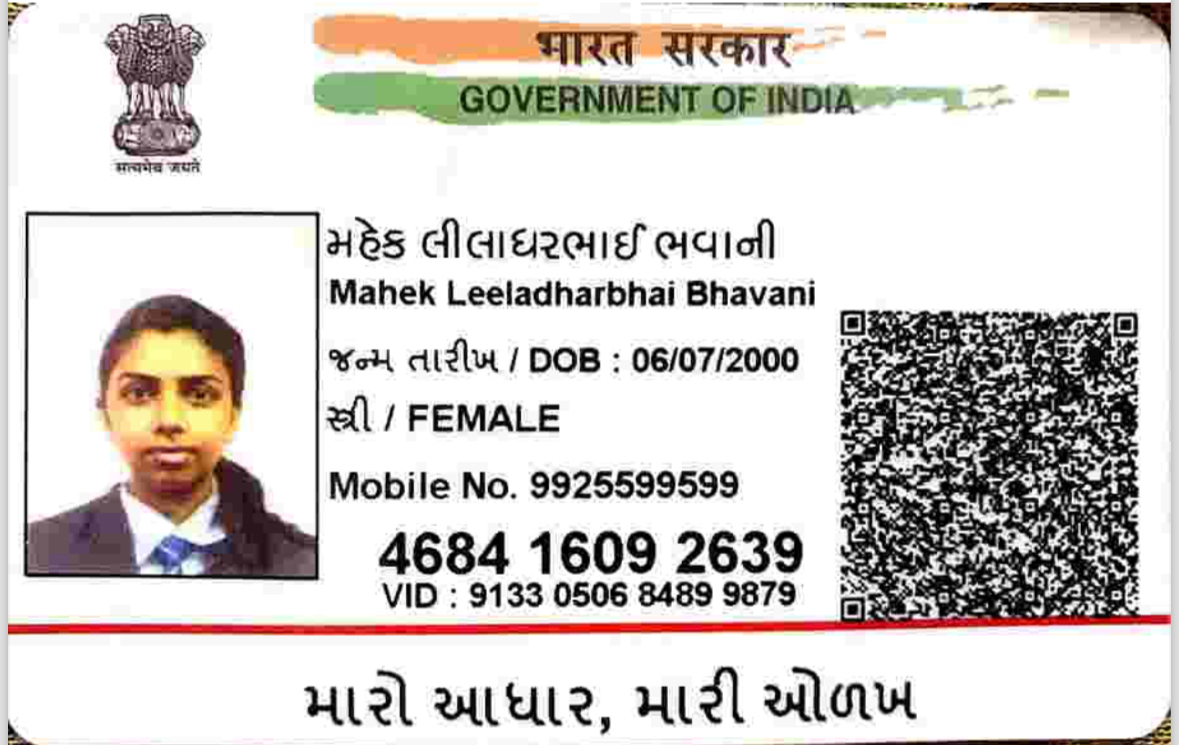 भारत सरकार
GOVERNMENT OF INDIA
सत्यमेव जयते
મહેક લીલાધરભાઈ ભવાની
Mahek Leeladharbhai Bhavani
જન્મ તારીખ / DOB : 06/07/2000
સ્ત્રી / FEMALE
Mobile No. 9925599599
4684 1609 2639
VID : 9133 0506 8489 9879
મારો આધાર, મારી ઓળખ